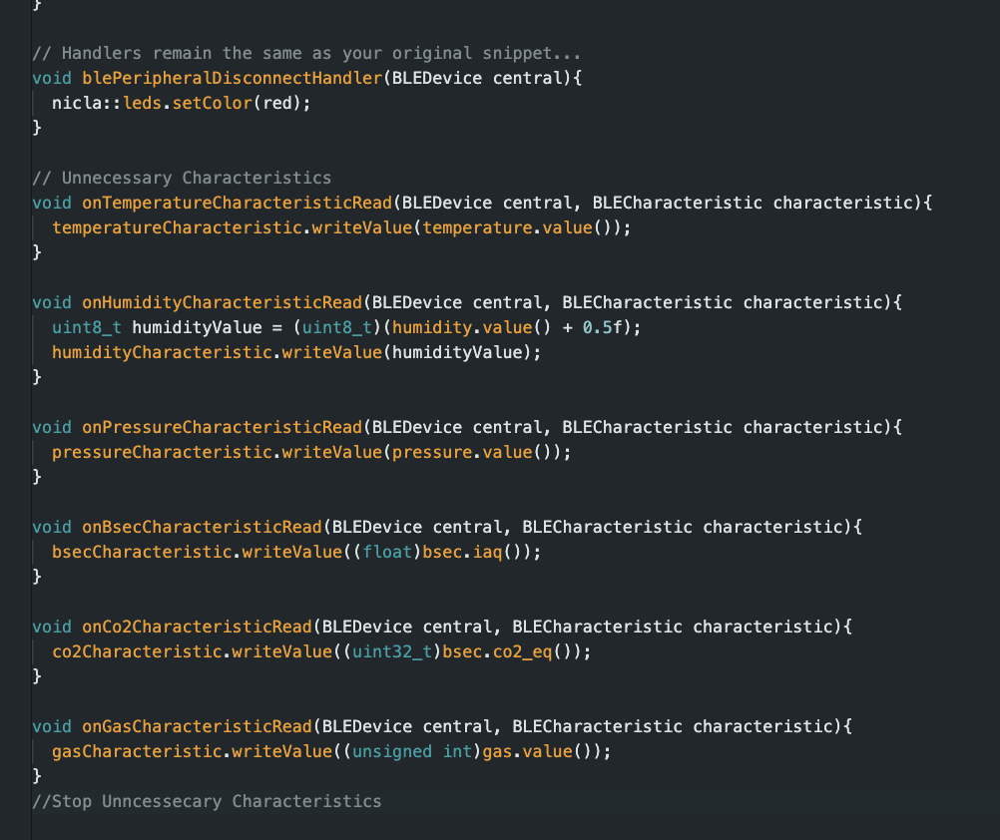 }
// Handlers remain the same as your original snippet...
void blePeripheralDisconnectHandler(BLEDevice central){
  nicla::leds.setColor(red);
}
// Unnecessary Characteristics
void onTemperatureCharacteristicRead(BLEDevice central, BLECharacteristic characteristic){
  temperatureCharacteristic.writeValue(temperature.value());
}
void onHumidityCharacteristicRead(BLEDevice central, BLECharacteristic characteristic){
  uint8_t humidityValue = (uint8_t)(humidity.value() + 0.5f);
  humidityCharacteristic.writeValue(humidityValue);
}
void onPressureCharacteristicRead(BLEDevice central, BLECharacteristic characteristic){
  pressureCharacteristic.writeValue(pressure.value());
}
void onBsecCharacteristicRead(BLEDevice central, BLECharacteristic characteristic){
  bsecCharacteristic.writeValue((float)bsec.iaq());
}
void onCo2CharacteristicRead(BLEDevice central, BLECharacteristic characteristic){
  co2Characteristic.writeValue((uint32_t)bsec.co2_eq());
}
void onGasCharacteristicRead(BLEDevice central, BLECharacteristic characteristic){
  gasCharacteristic.writeValue((unsigned int)gas.value());
}
//Stop Unncessecary Characteristics